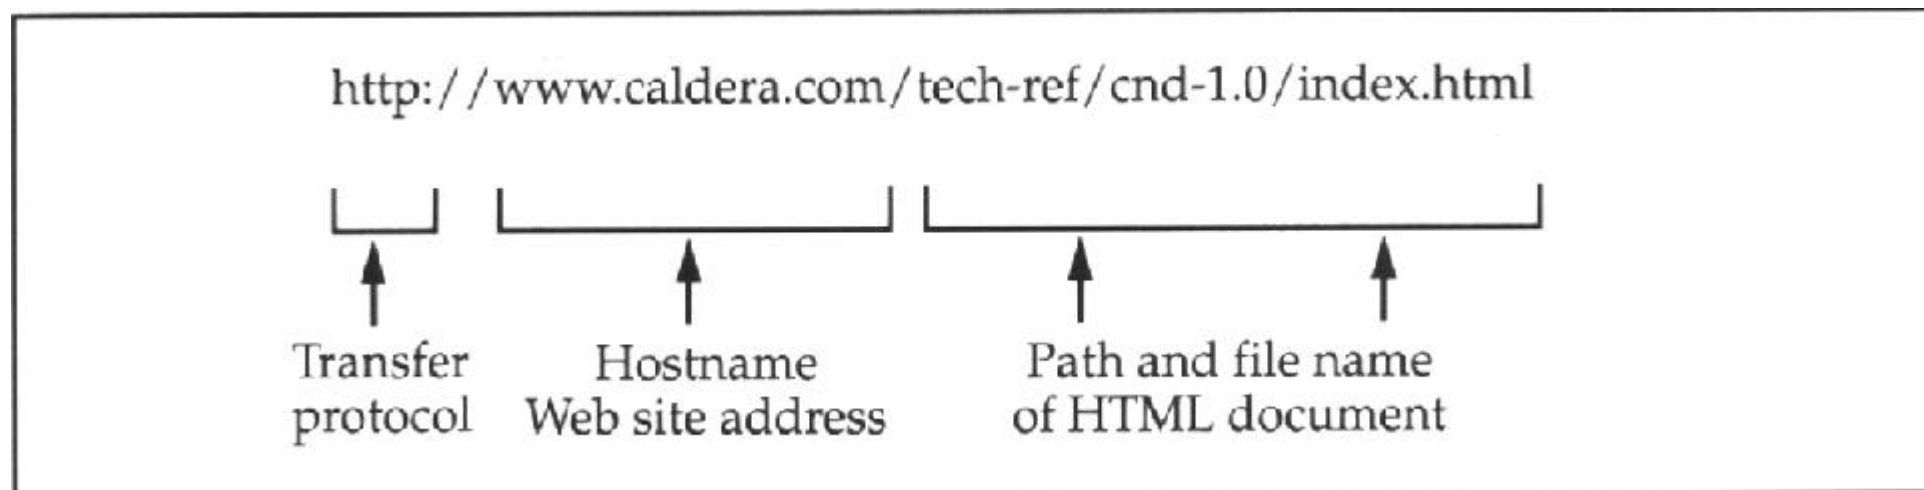 http://www.caldera.com/tech-ref/cnd-1.0/index.html
Transfer
protocol
Hostname
Web site address
Path and file name
of HTML document